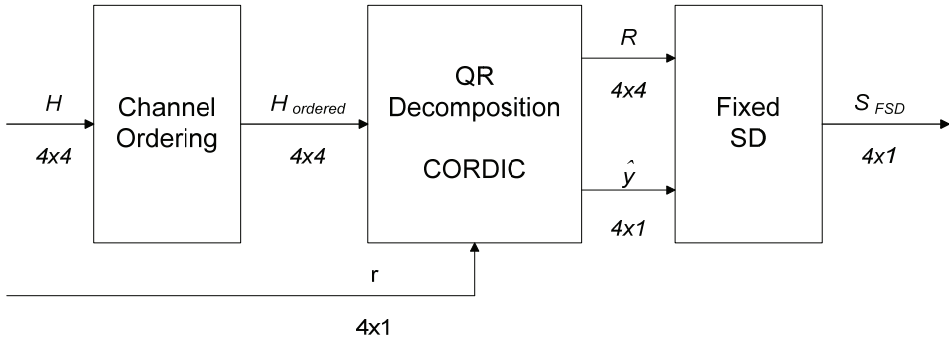 H
4x4
Channel
Ordering
H ordered
4x4
QR
Decomposition
CORDIC
R
4x4
ŷ
4x1
Fixed
SD
S FSD
4x1
r
4x1